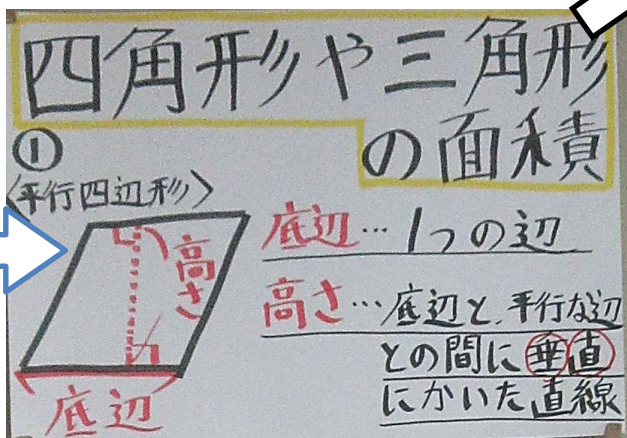 四角形や三角形
の面積
①
〈平行四辺形〉
高さ
底辺
底辺…1つの辺
高さ…底辺と、平行な辺
との間に垂直
にかいた直線